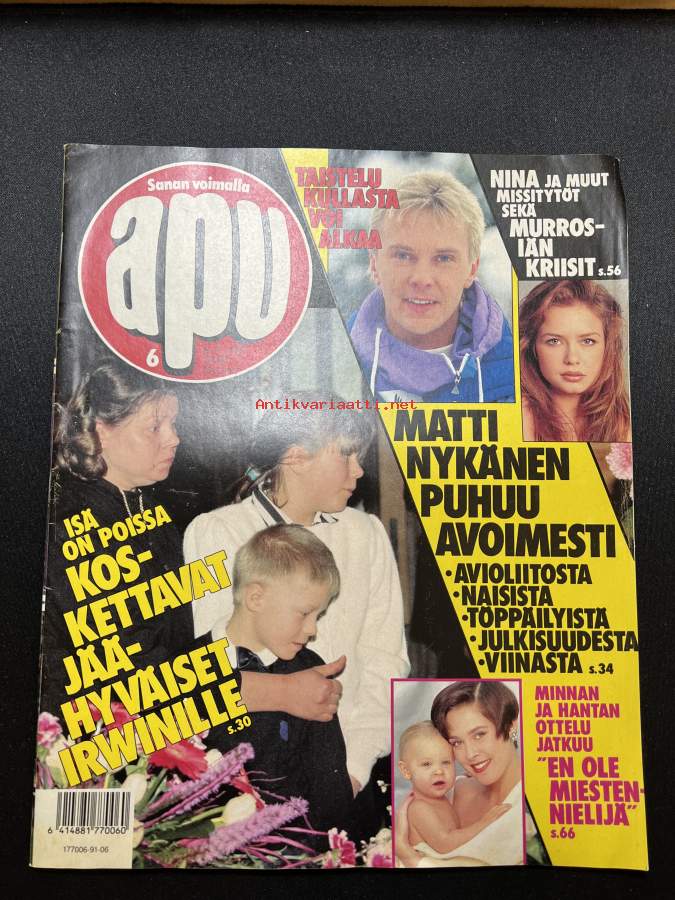 Sanan voimalla
apu
6
TAISTELU
KULLASTA
VOI
ALKAA
NINA JA MUUT
MISSITYTÖT
SEKÄ
MURROS-
IÄN
KRIISIT s.56
Antikvariaatti.net
MATTI
NYKÄNEN
PUHUU
AVOIMESTI
•AVIOLIITOSTA
•NAISISTA
•TÖPPÄILYISTÄ
•JULKISUUDESTA
•VIINASTA s.34
ISÄ
ON POISSA
KOS-
KETTAVAT
JÄÄ-
HYVÄISET
IRWINILLE
s.30
MINNAN
JA HANTAN
OTTELU
JATKUU
"EN OLE
MIESTEN-
NIELIJÄ"
s.66
6 414881 770060
177006-91-06